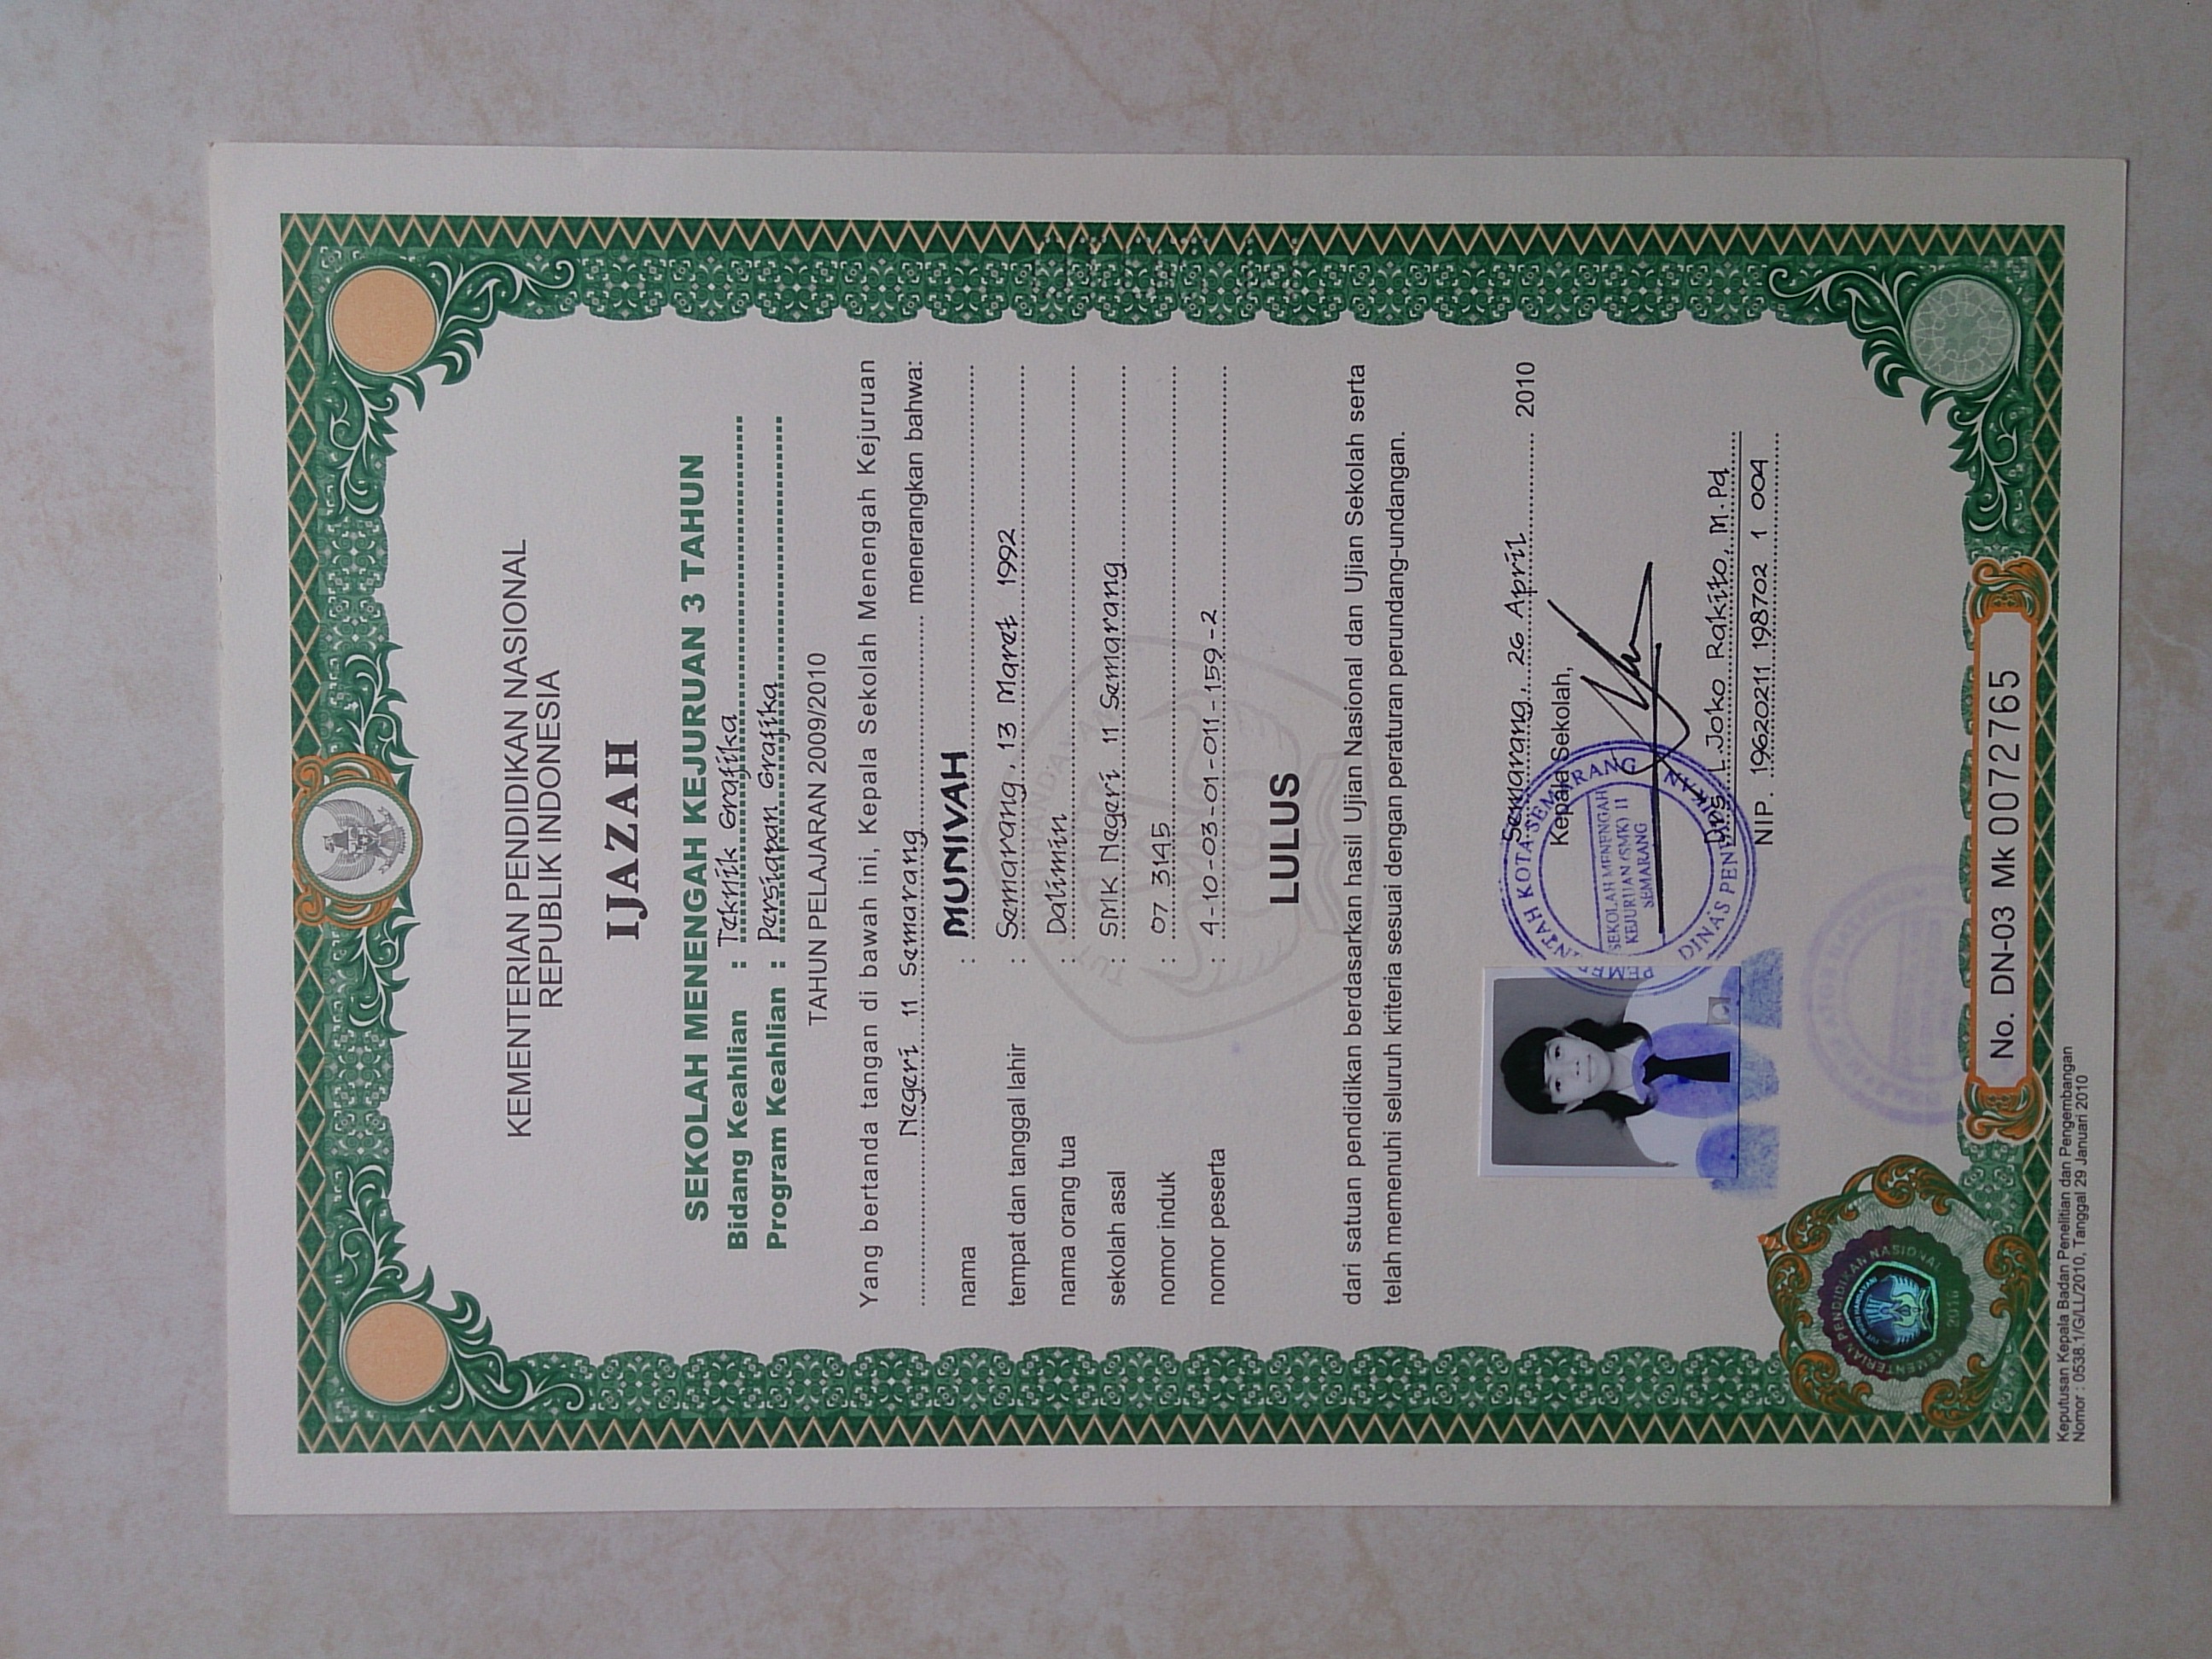 KEMENTERIAN PENDIDIKAN NASIONAL
REPUBLIK INDONESIA
IJAZAH
SEKOLAH MENENGAH KEJURUAN 3 TAHUN
Bidang Keahlian : Teknik Grafika
Program Keahlian : Persiapan Grafika
TAHUN PELAJARAN 2009/2010
Yang bertanda tangan di bawah ini, Kepala Sekolah Menengah Kejuruan
Negeri 11 Semarang menerangkan bahwa:
nama : MUNIVAH
tempat dan tanggal lahir : Semarang, 13 Maret 1992
nama orang tua : Dalimin
sekolah asal : SMK Negeri 11 Semarang
nomor induk : 07 3145
nomor peserta : 4-10-03-01-011-159-2
TUT WURI HANDAYANI
LULUS
dari satuan pendidikan berdasarkan hasil Ujian Nasional dan Ujian Sekolah serta
telah memenuhi seluruh kriteria sesuai dengan peraturan perundang-undangan.
Semarang, 26 April 2010
Kepala Sekolah,
PEMERINTAH KOTA SEMARANG
SEKOLAH MENENGAH
KEJURUAN (SMK) 11
SEMARANG
DINAS PENDIDIKAN
Drs. L.Joko Rakito, M.Pd
NIP. 19620211 198702 1 004
KEMENTERIAN PENDIDIKAN NASIONAL
TUT WURI HANDAYANI
2010
No. DN-03 Mk 0072765
Keputusan Kepala Badan Penelitian dan Pengembangan
Nomor : 0538.1/G/LL/2010, Tanggal 29 Januari 2010